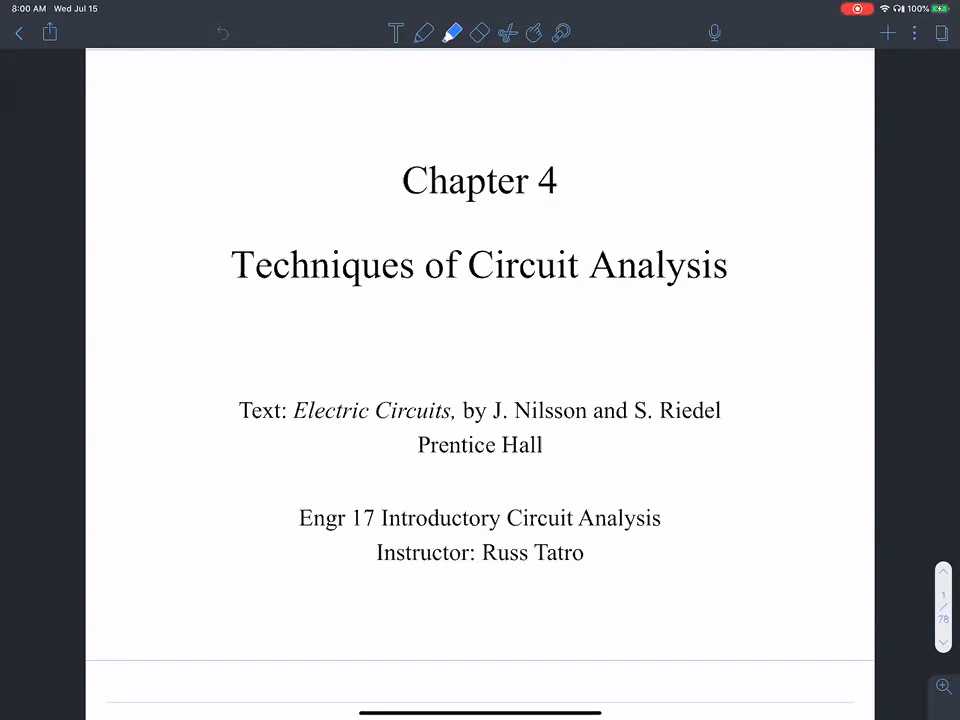 8:00 AM Wed Jul 15
100%
Chapter 4
Techniques of Circuit Analysis
Text: Electric Circuits, by J. Nilsson and S. Riedel
Prentice Hall
Engr 17 Introductory Circuit Analysis
Instructor: Russ Tatro
1
/
78